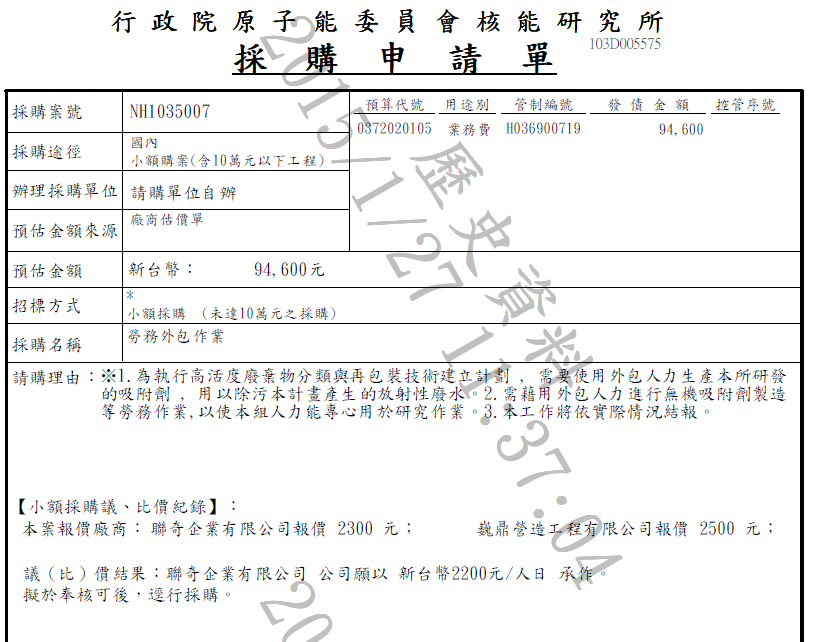 行政院原子能委員會核能研究所
採購申請單
103D005575
採購案號 NH1035007
預算代號 用途別 管制編號 發債金額 控管序號
0372020105 業務費 H036900719 94,600
採購途徑 國內
小額購案(含10萬元以下工程)
辦理採購單位 請購單位自辦
預估金額來源 廠商估價單
預估金額 新台幣： 94,600元
招標方式 *
小額採購 (未達10萬元之採購)
採購名稱 勞務外包作業
請購理由：※1.為執行高活度廢棄物分類與再包裝技術建立計劃 ，需要使用外包人力生產本所研發
的吸附劑 ，用以除污本計畫產生的放射性廢水。2.需藉用外包人力進行無機吸附劑製造
等勞務作業,以使本組人力能專心用於研究作業。3.本工作將依實際情況結報。
【小額採購議、比價紀錄】：
本案報價廠商：聯奇企業有限公司報價 2300 元； 巍鼎營造工程有限公司報價 2500 元；
議（比）價結果：聯奇企業有限公司 公司願以 新台幣2200元/人日 承作。
擬於奉核可後，逕行採購。
2015/1/27 11:37:04
歷史資料
20